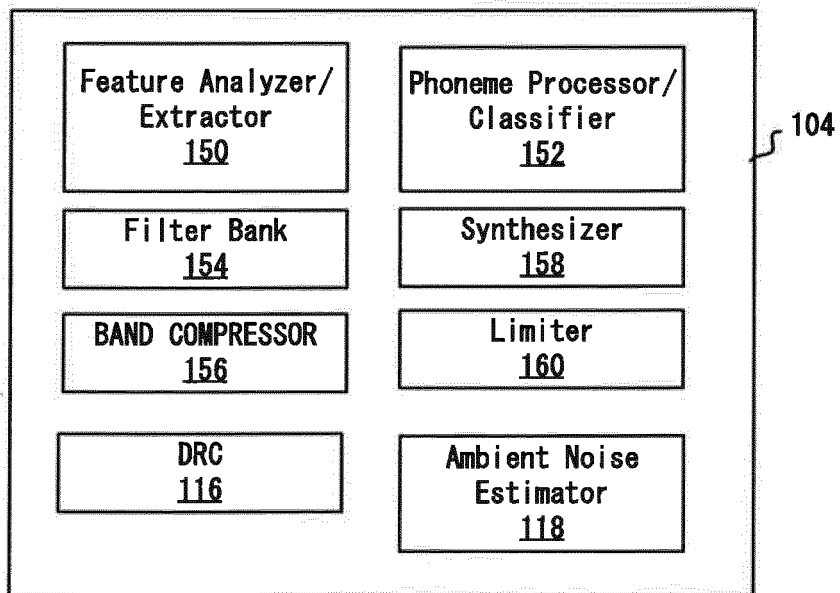 Feature Analyzer/
Extractor
150
Phoneme Processor/
Classifier
152
104
Filter Bank
154
Synthesizer
158
BAND COMPRESSOR
156
Limiter
160
DRC
116
Ambient Noise
Estimator
118